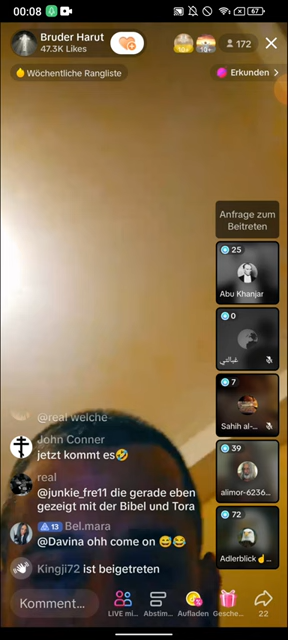 00:08
67
Bruder Harut
47.3K Likes
10+
172
Wöchentliche Rangliste
Erkunden >
Anfrage zum
Beitreten
25
Abu Khanjar
0
7
Sahih al-...
39
alimor-6236...
72
Adlerblick☝...
@real welche
John Conner
jetzt kommt es🤣
real
@junkie_fre11 die gerade eben
gezeigt mit der Bibel und Tora
13 Bel.mara
@Davina ohh come on 😅😂
Kingji72 ist beigetreten
Komment...
LIVE mi...
Abstim...
Aufladen
Gesche...
22